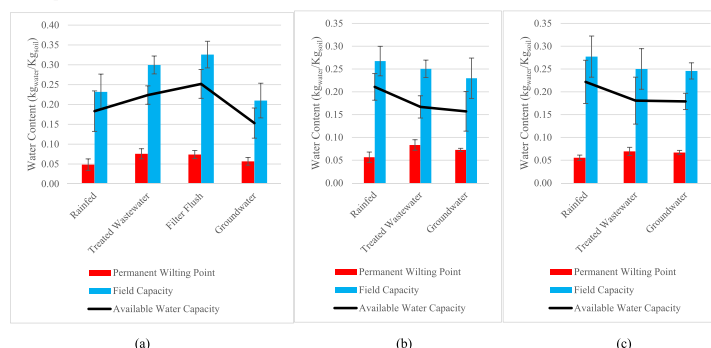 Water Content (kgwater/Kgsoil)
0.40
0.35
0.30
0.25
0.20
0.15
0.10
0.05
0.00
Rainfed
Treated Wastewater
Filter Flush
Groundwater
Permanent Wilting Point
Field Capacity
Available Water Capacity
(a)
Water Content (kgwater/Kgsoil)
0.35
0.30
0.25
0.20
0.15
0.10
0.05
0.00
Rainfed
Treated Wastewater
Groundwater
Permanent Wilting Point
Field Capacity
Available Water Capacity
(b)
Water Content (kgwater/Kgsoil)
0.35
0.30
0.25
0.20
0.15
0.10
0.05
0.00
Rainfed
Treated Wastewater
Groundwater
Permanent Wilting Point
Field Capacity
Available Water Capacity
(c)